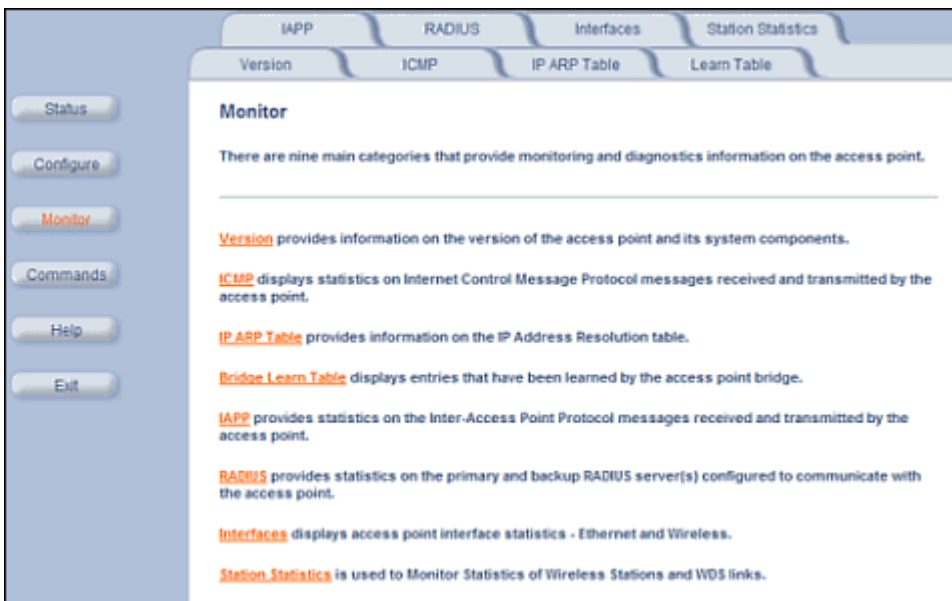 IAPP RADIUS Interfaces Station Statistics
Version ICMP IP ARP Table Learn Table
Status
Configure
Monitor
Commands
Help
Exit
Monitor
There are nine main categories that provide monitoring and diagnostics information on the access point.
Version provides information on the version of the access point and its system components.
ICMP displays statistics on Internet Control Message Protocol messages received and transmitted by the
access point.
IP ARP Table provides information on the IP Address Resolution table.
Bridge Learn Table displays entries that have been learned by the access point bridge.
IAPP provides statistics on the Inter-Access Point Protocol messages received and transmitted by the
access point.
RADIUS provides statistics on the primary and backup RADIUS server(s) configured to communicate with
the access point.
Interfaces displays access point interface statistics - Ethernet and Wireless.
Station Statistics is used to Monitor Statistics of Wireless Stations and WDS links.